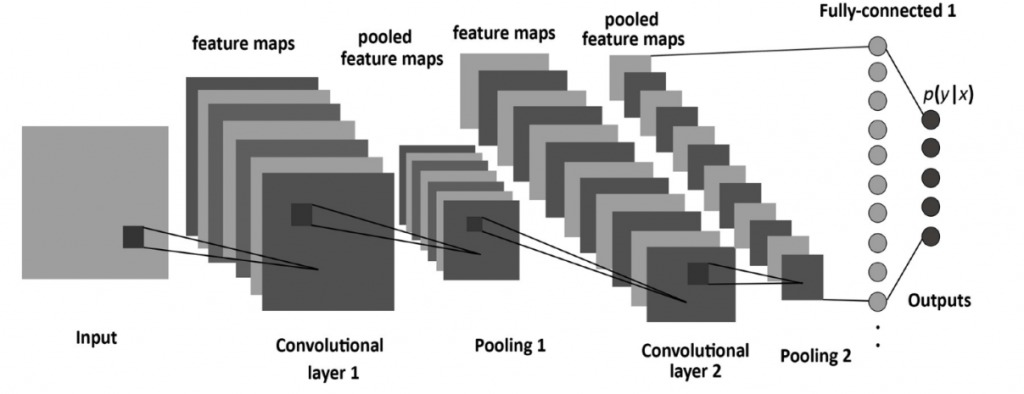 feature maps
pooled
feature maps
feature maps
pooled
feature maps
Fully-connected 1
p(y|x)
Input
Convolutional
layer 1
Pooling 1
Convolutional
layer 2
Pooling 2
Outputs